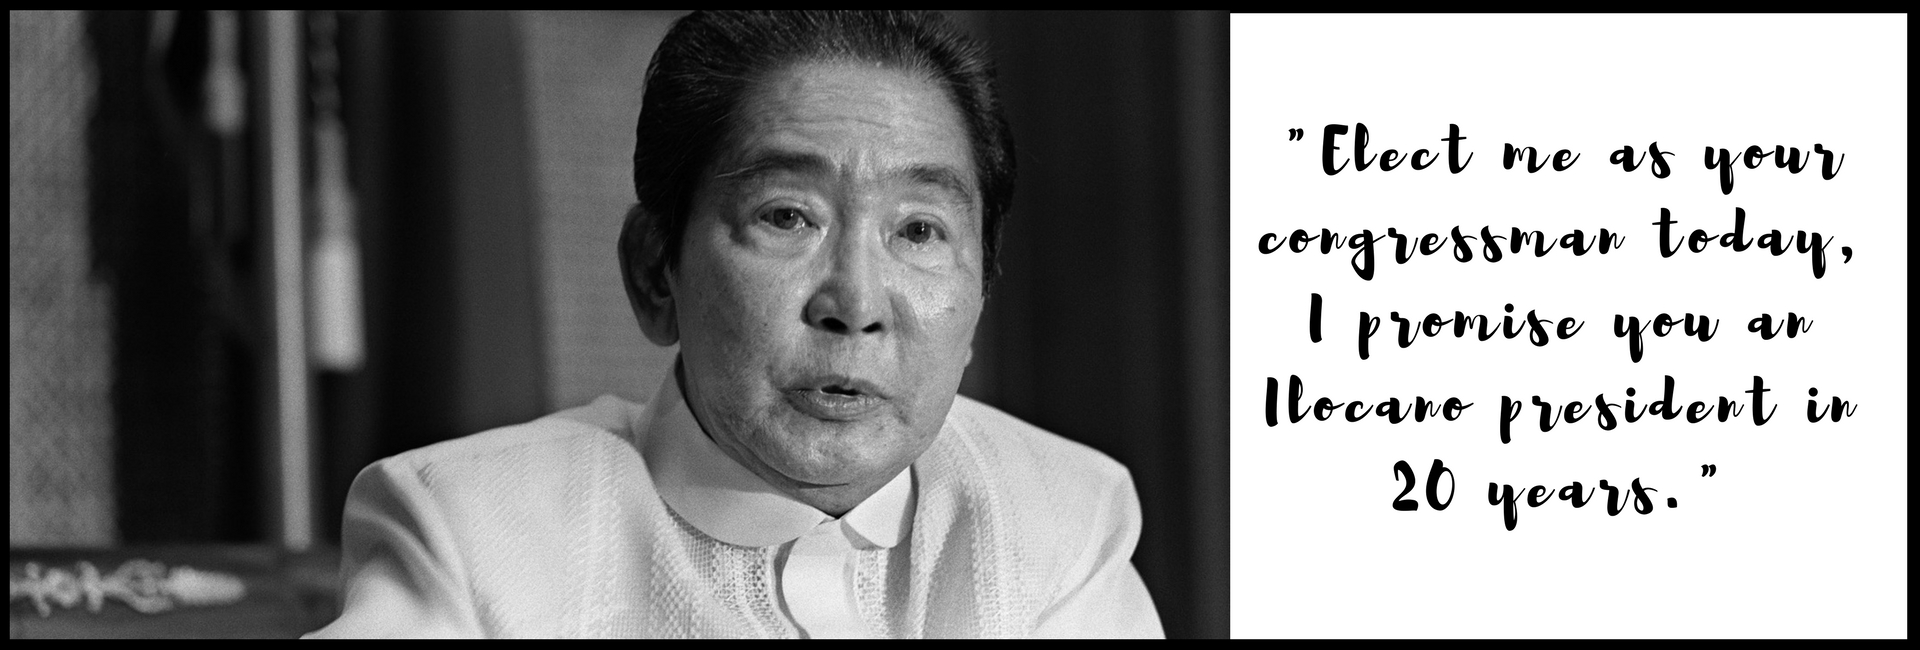 "Elect me as your
congressman today,
I promise you an
Ilocano president in
20 years."